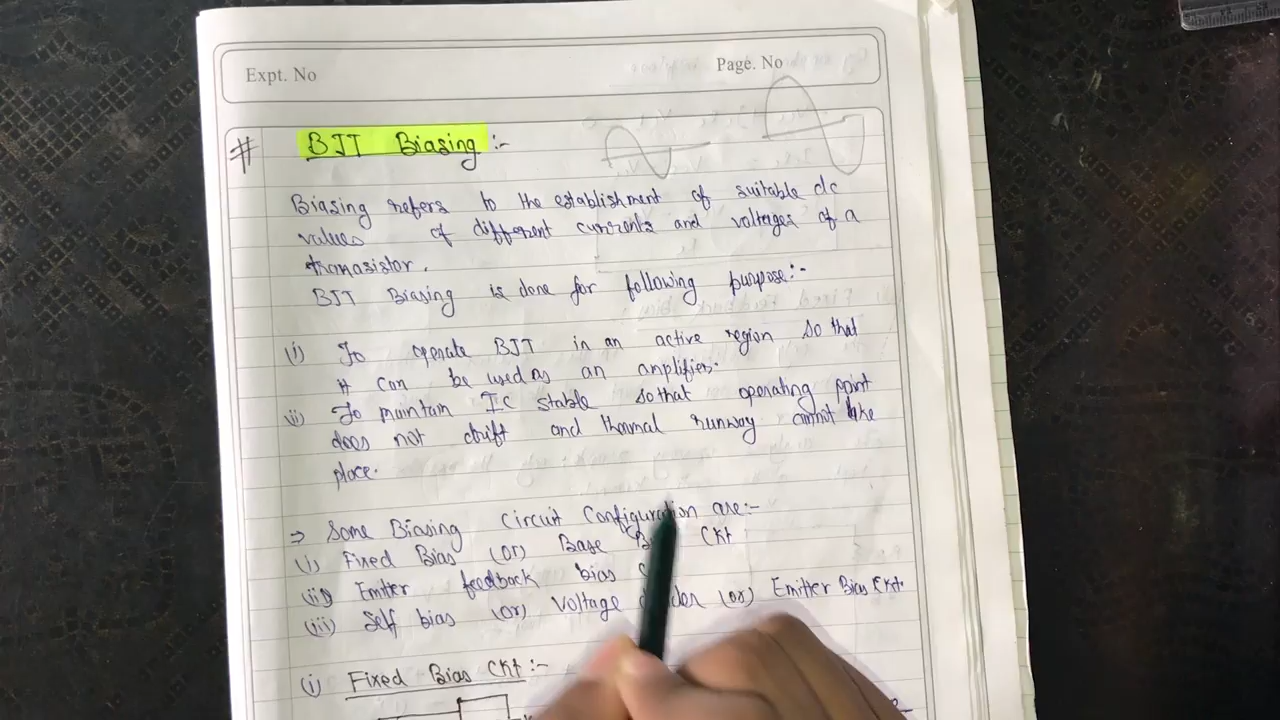 Expt. No
Page. No
# BJT Biasing :-
Biasing refers to the establishment of suitable dc
values of different currents and voltages of a
transistor.
BJT Biasing is done for following purpose:-
(i) To operate BJT in an active region so that
it can be used as an amplifier.
(ii) To maintain IC stable so that operating point
does not drift and thermal runway cannot take
place.
⇒ Some Biasing circuit Configuration are:-
(i) Fixed Bias (or) Base CKt
(ii) Emitter feedback bias
(iii) Self bias (or) Voltage (or) Emitter Bias CKt.
(i) Fixed Bias CKt :-